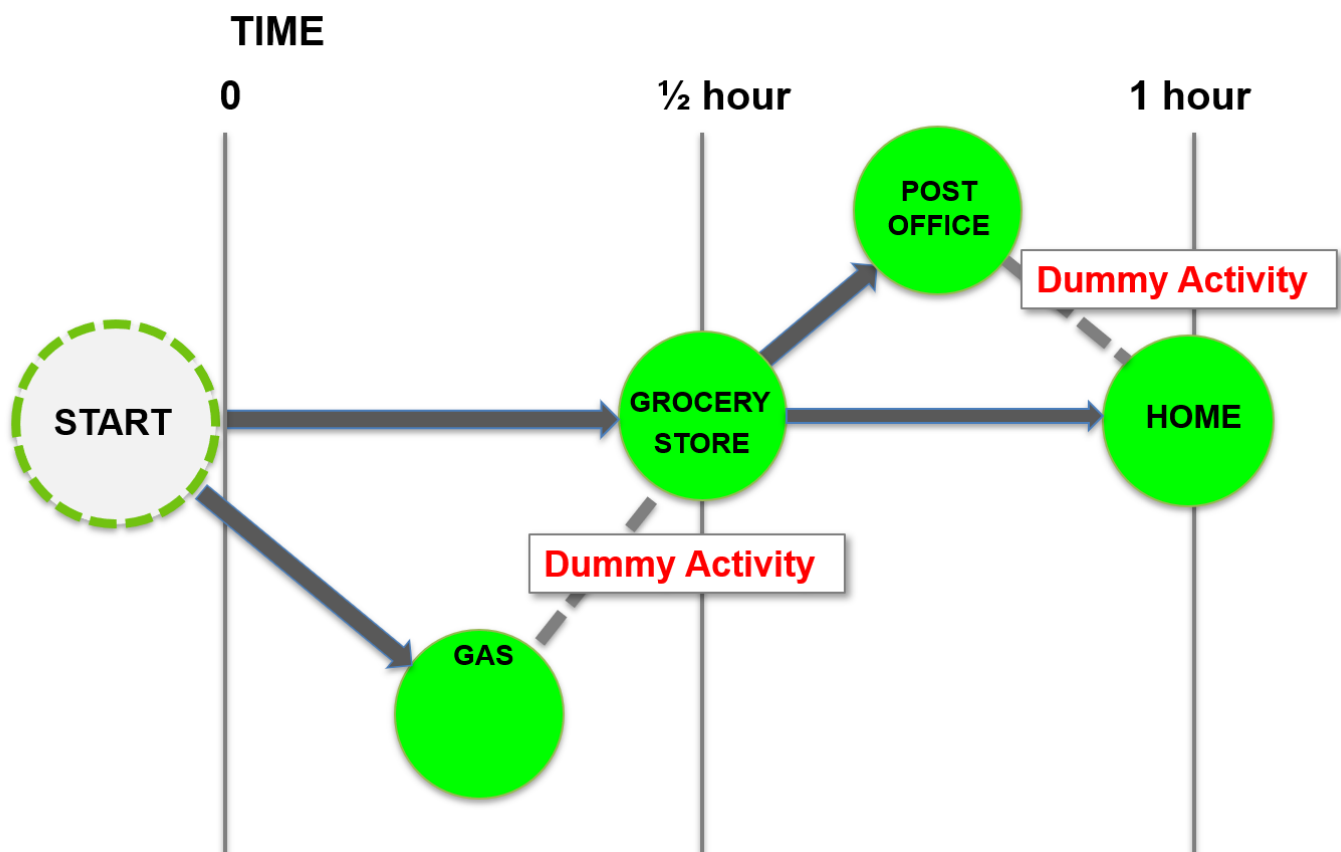 TIME
0
½ hour
1 hour
POST
OFFICE
Dummy Activity
START
GROCERY
STORE
HOME
Dummy Activity
GAS